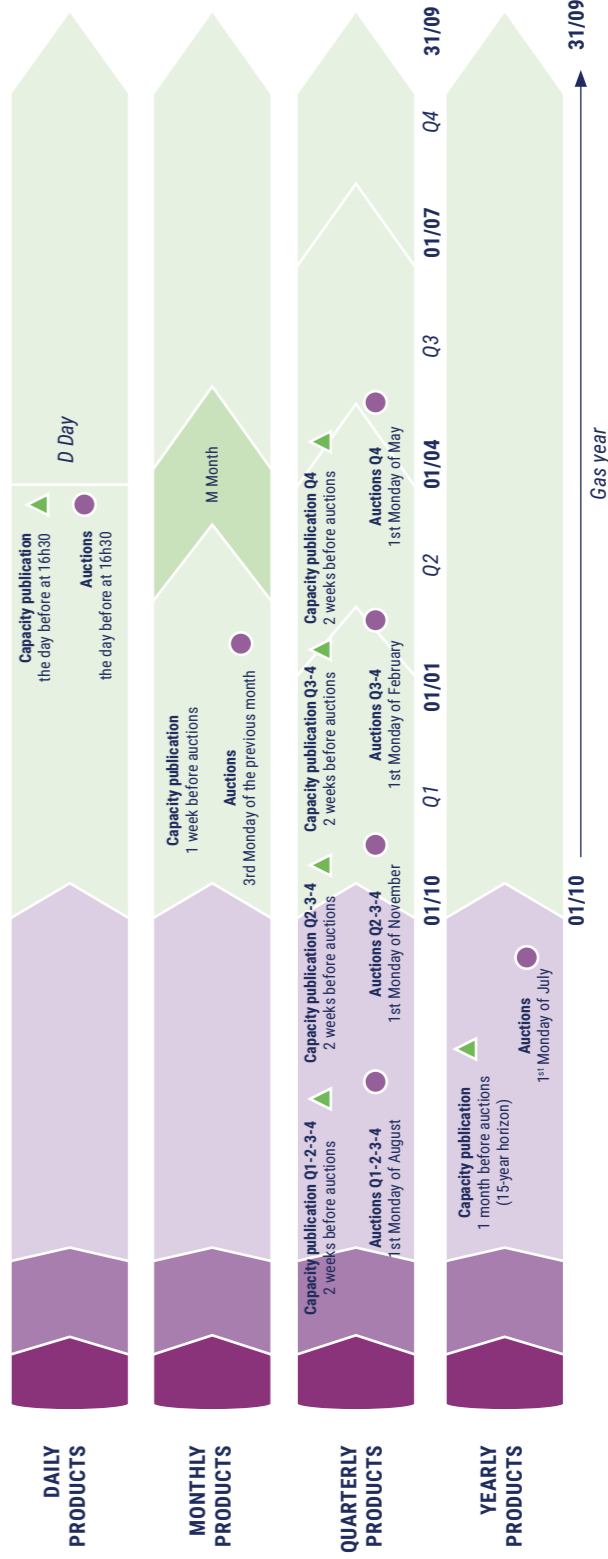 DAILY
PRODUCTS
Capacity publication
the day before at 16h30
Auctions
the day before at 16h30
D Day
MONTHLY
PRODUCTS
Capacity publication
1 week before auctions
Auctions
3rd Monday of the previous month
M Month
QUARTERLY
PRODUCTS
Capacity publication Q1-2-3-4
2 weeks before auctions
Auctions Q1-2-3-4
1st Monday of August
Capacity publication Q2-3-4
2 weeks before auctions
Auctions Q2-3-4
1st Monday of November
Capacity publication Q3-4
2 weeks before auctions
Auctions Q3-4
1st Monday of February
Capacity publication Q4
2 weeks before auctions
Auctions Q4
1st Monday of May
01/10 Q1 01/01 Q2 01/04 Q3 01/07 Q4 31/09
YEARLY
PRODUCTS
Capacity publication
1 month before auctions
(15-year horizon)
Auctions
1st Monday of July
01/10 31/09
Gas year